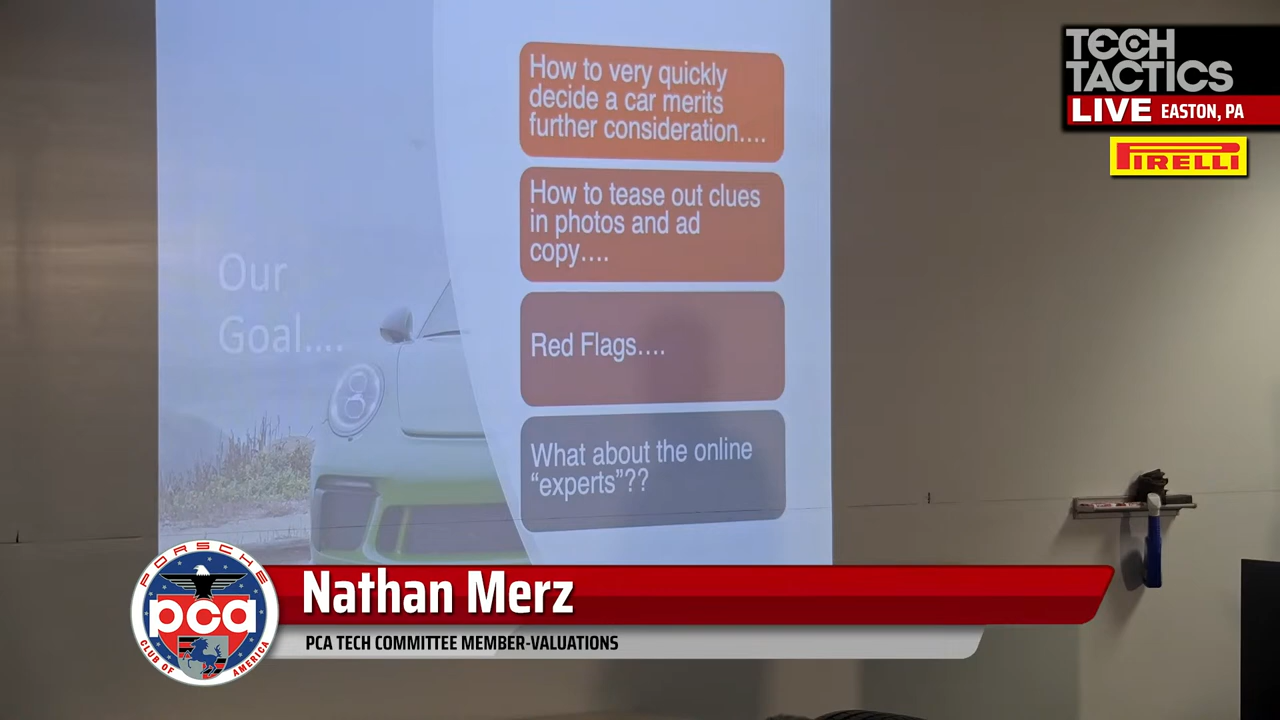 Our
Goal....
How to very quickly
decide a car merits
further consideration....
How to tease out clues
in photos and ad
copy....
Red Flags....
What about the online
“experts”??
TECH
TACTICS
LIVE EASTON, PA
PIRELLI
PORSCHE
pca
CLUB OF AMERICA
Nathan Merz
PCA TECH COMMITTEE MEMBER-VALUATIONS